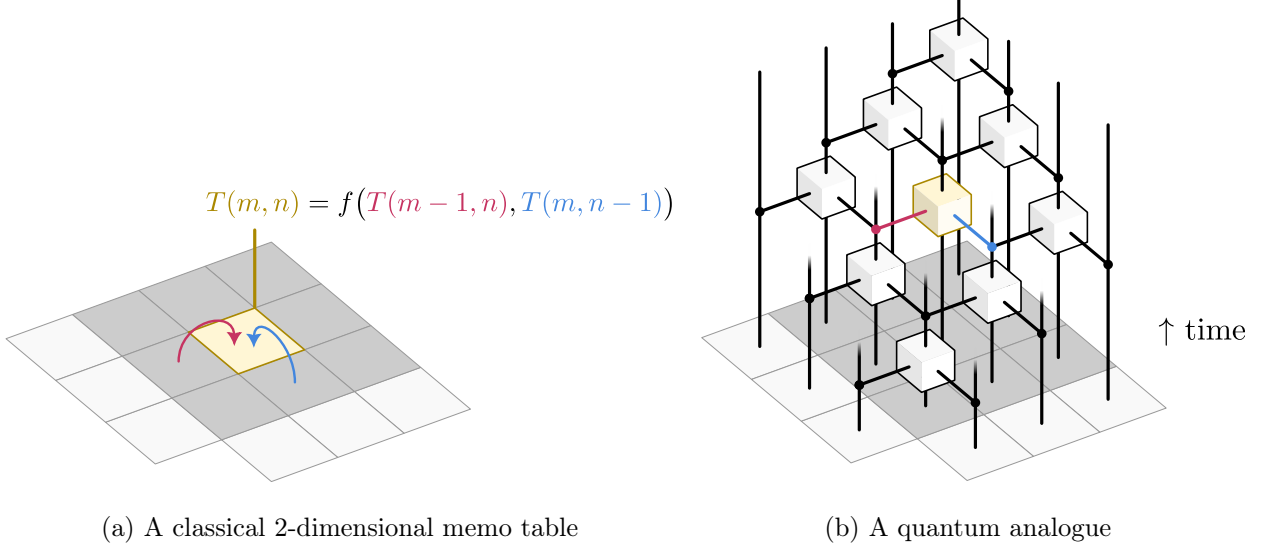 T(m, n) = f(T(m − 1, n), T(m, n − 1))
↑ time
(a) A classical 2-dimensional memo table
(b) A quantum analogue